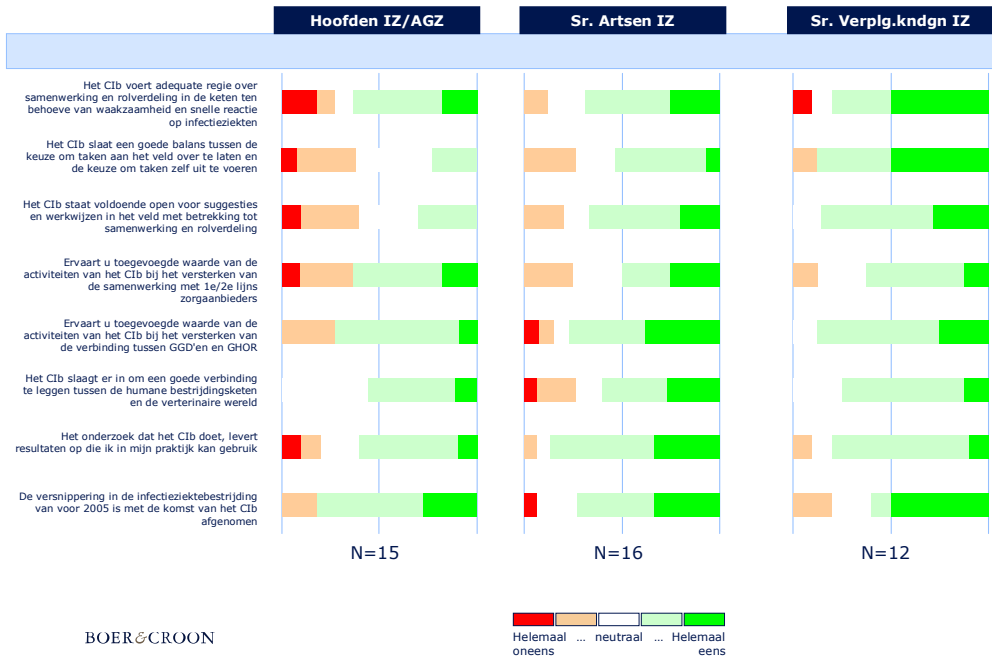 Hoofden IZ/AGZ
Sr. Artsen IZ
Sr. Verplg.kndgn IZ
Het CIb voert adequate regie over
samenwerking en rolverdeling in de keten ten
behoeve van waakzaamheid en snelle reactie
op infectieziekten
Het CIb slaat een goede balans tussen de
keuze om taken aan het veld over te laten en
de keuze om taken zelf uit te voeren
Het CIb staat voldoende open voor suggesties
en werkwijzen in het veld met betrekking tot
samenwerking en rolverdeling
Ervaart u toegevoegde waarde van de
activiteiten van het CIb bij het versterken van
de samenwerking met 1e/2e lijns
zorgaanbieders
Ervaart u toegevoegde waarde van de
activiteiten van het CIb bij het versterken van
de verbinding tussen GGD'en en GHOR
Het CIb slaagt er in om een goede verbinding
te leggen tussen de humane bestrijdingsketen
en de verterinaire wereld
Het onderzoek dat het CIb doet, levert
resultaten op die ik in mijn praktijk kan gebruik
De versnippering in de infectieziektebestrijding
van voor 2005 is met de komst van het CIb
afgenomen
N=15
N=16
N=12
BOER&CROON
Helemaal ... neutraal ... Helemaal
oneens eens